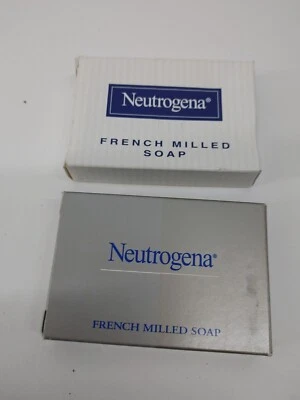 Neutrogena®
FRENCH MILLED
SOAP
Neutrogena®
FRENCH MILLED SOAP